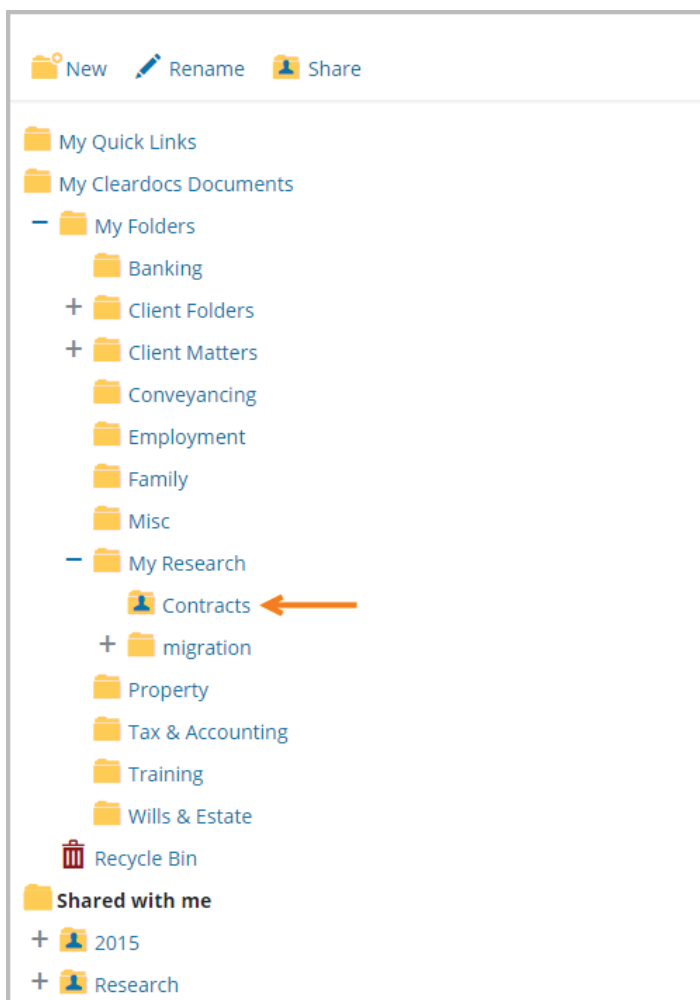 New Rename Share
My Quick Links
My Cleardocs Documents
My Folders
Banking
Client Folders
Client Matters
Conveyancing
Employment
Family
Misc
My Research
Contracts
migration
Property
Tax & Accounting
Training
Wills & Estate
Recycle Bin
Shared with me
2015
Research